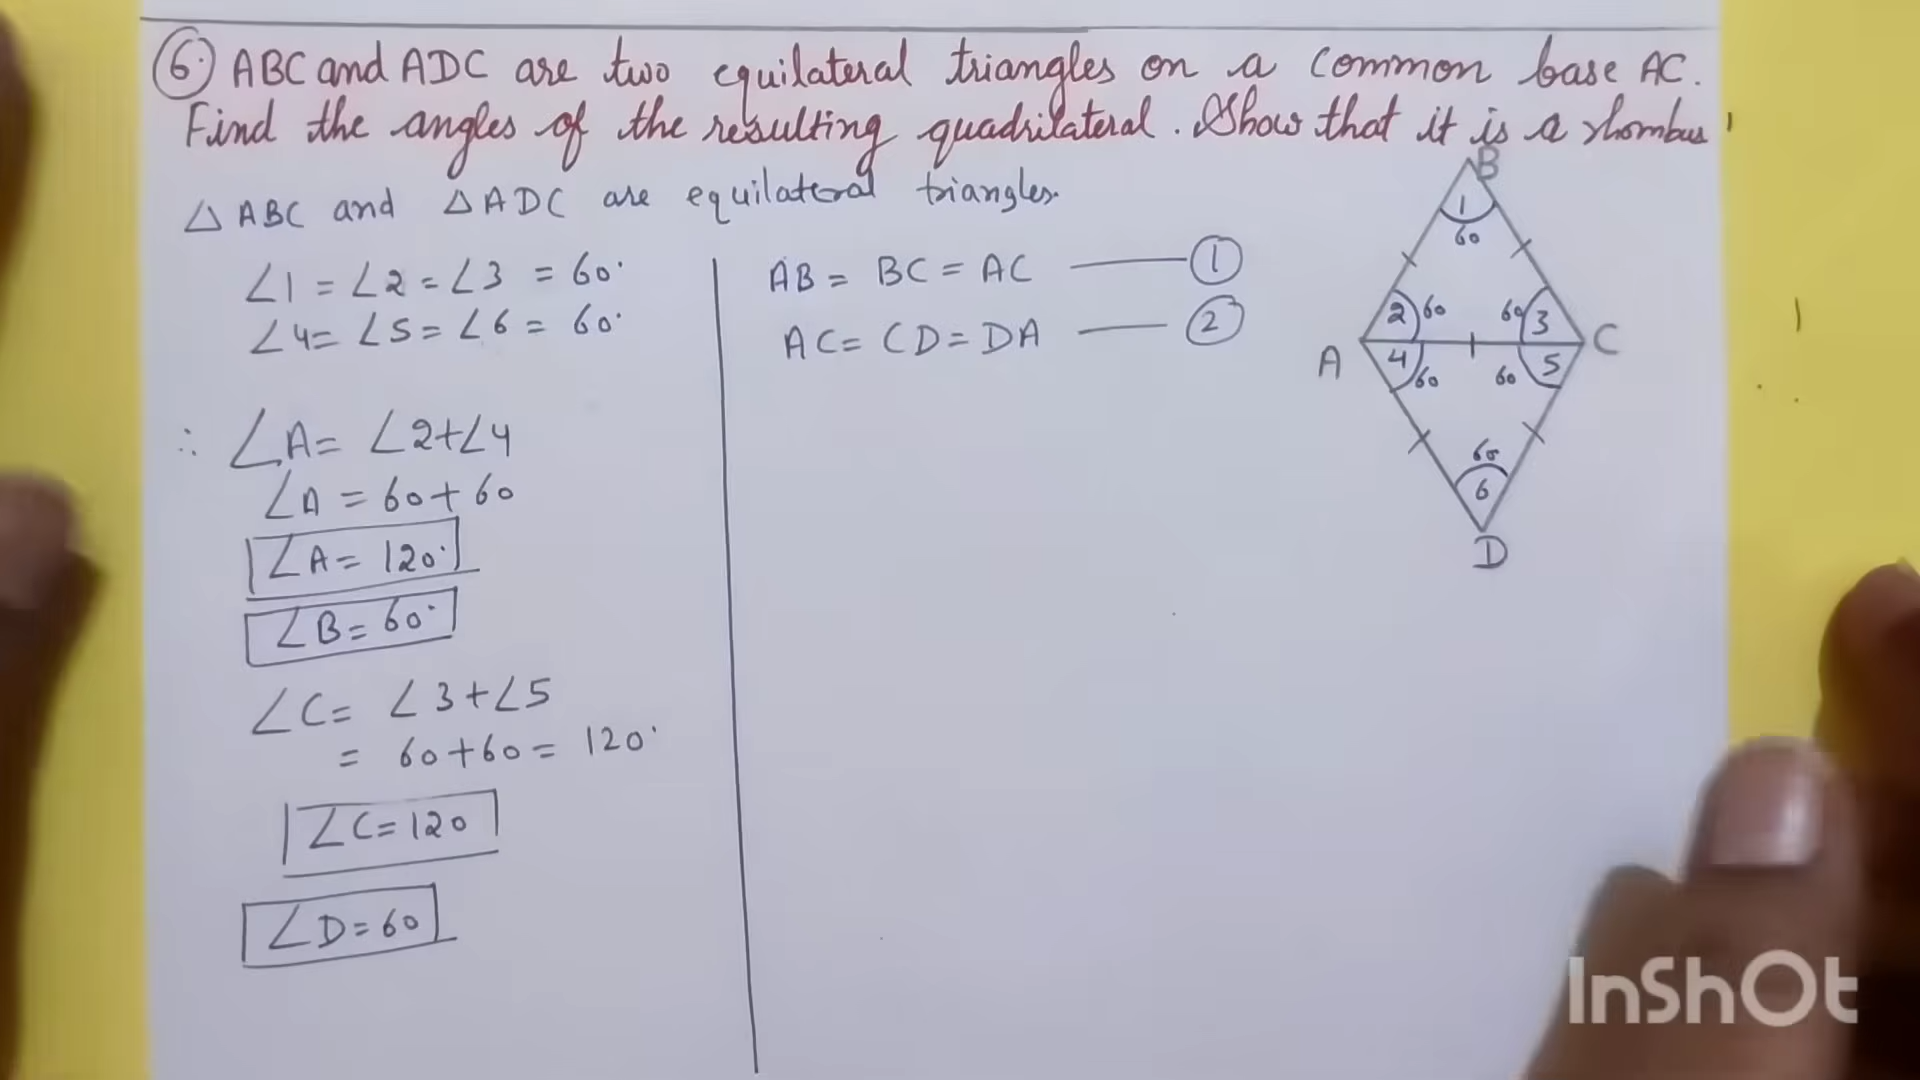 6. ABC and ADC are two equilateral triangles on a common base AC.
Find the angles of the resulting quadrilateral. Show that it is a rhombus
△ ABC and △ ADC are equilateral triangles.
∠1 = ∠2 = ∠3 = 60°
∠4 = ∠5 = ∠6 = 60°
∴ ∠A = ∠2+∠4
∠A = 60+60
∠A = 120°
∠B = 60°
∠C = ∠3+∠5
= 60+60 = 120°
∠C = 120
∠D = 60
AB = BC = AC —— 1
AC = CD = DA —— 2
B
1
60
2 60 60 3
A C
4 60 60 5
60
6
D
InShOt